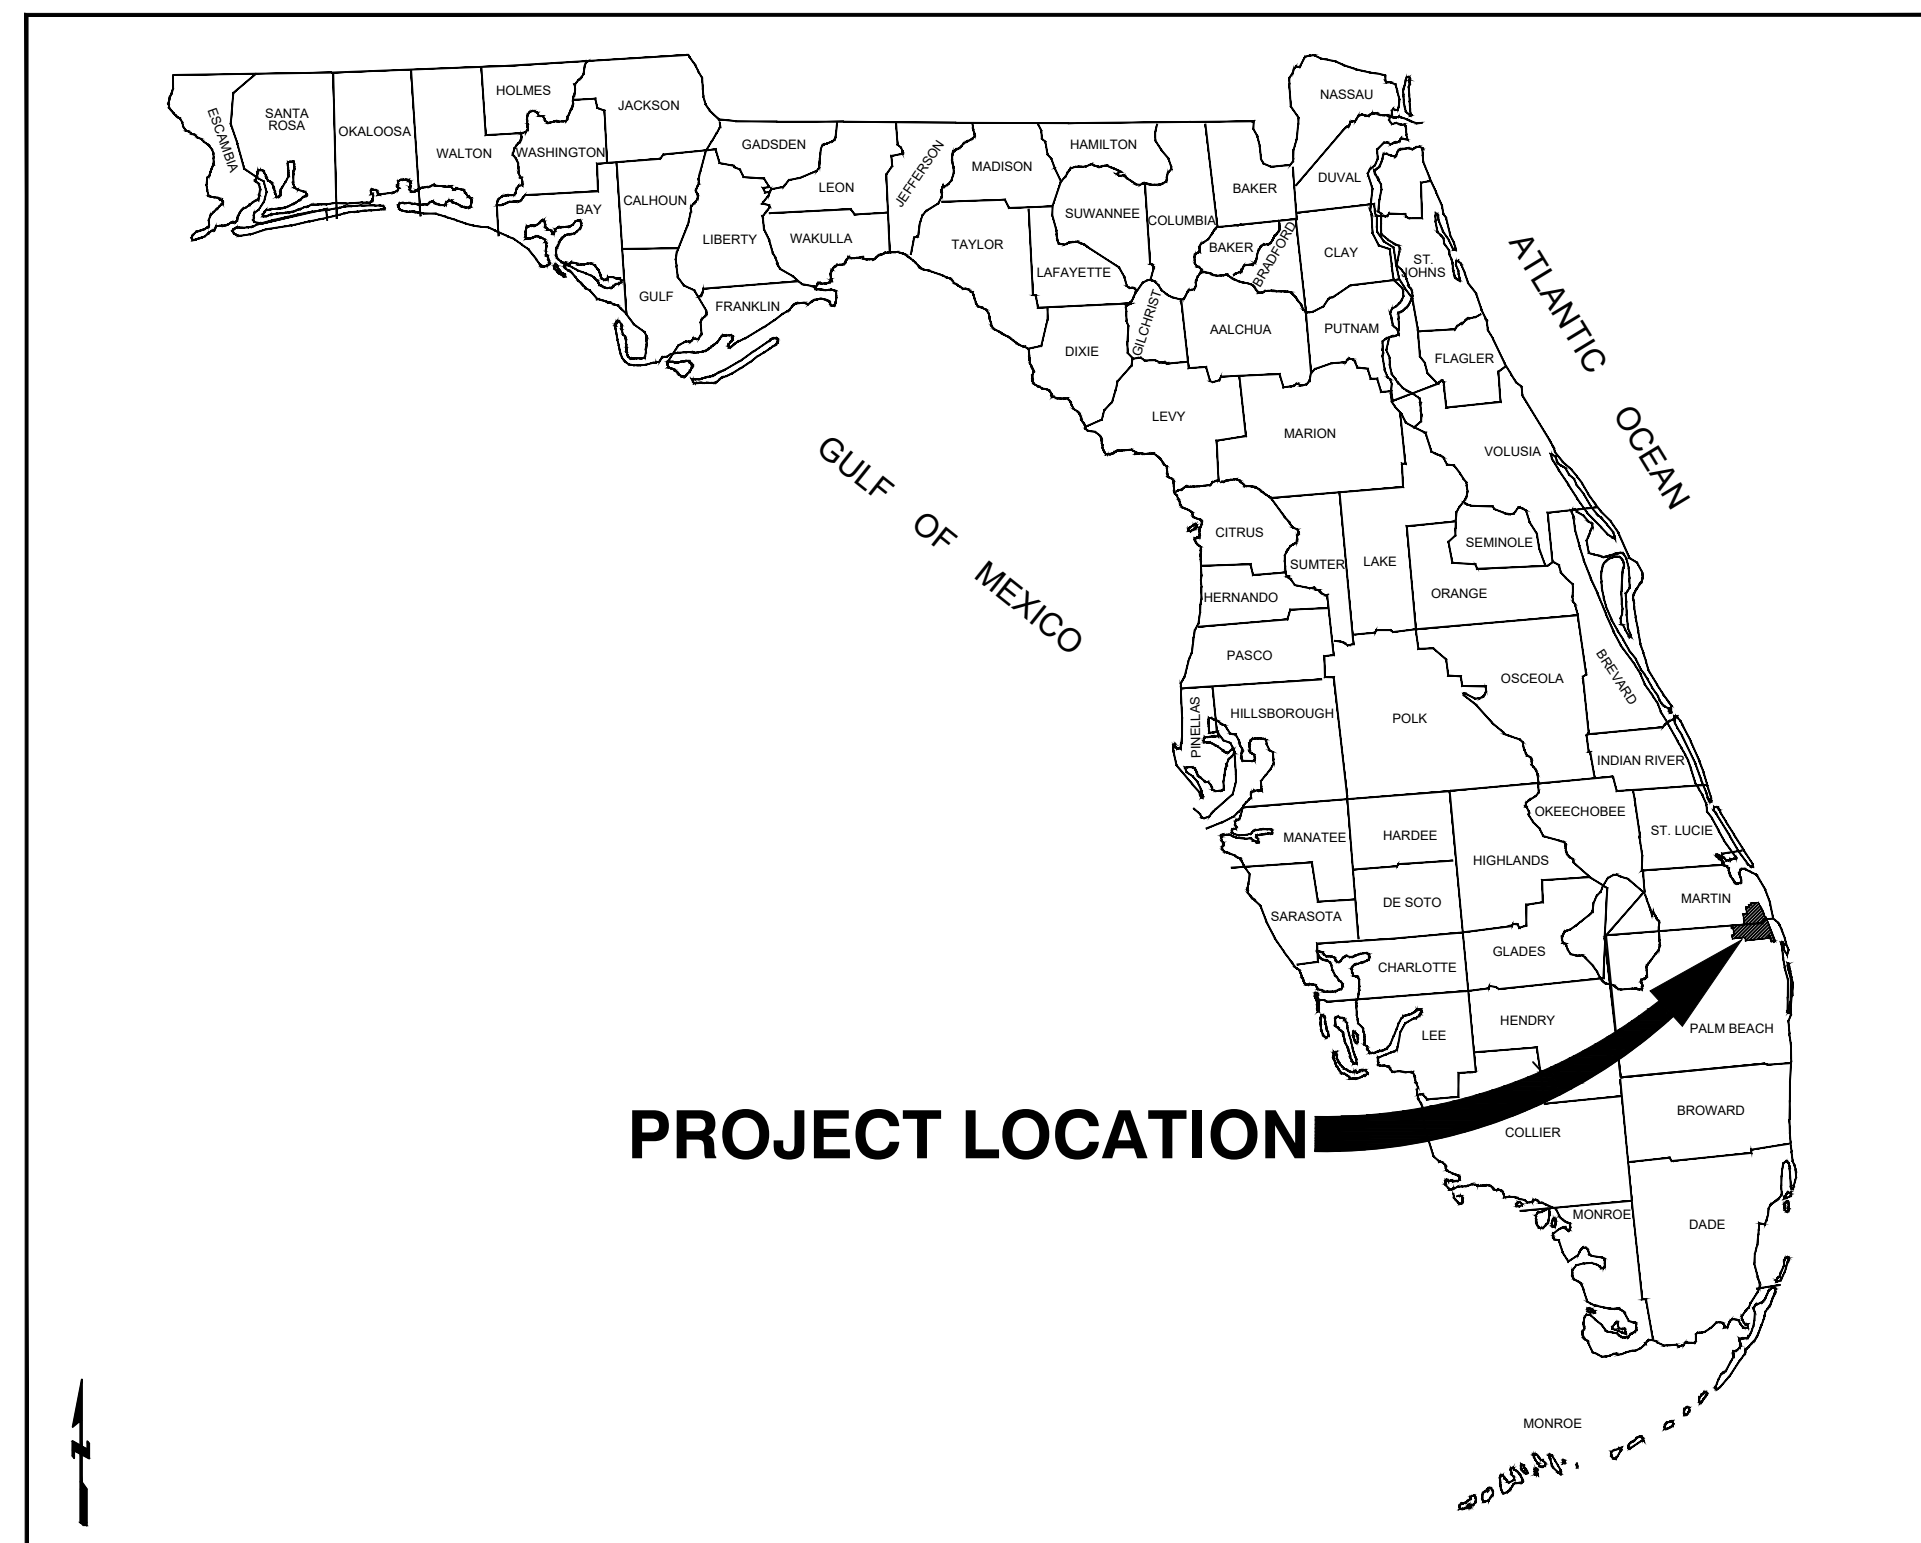 HOLMES
NASSAU
JACKSON
ESCAMBIA
SANTA
ROSA
OKALOOSA
WALTON
WASHINGTON
GADSDEN
JEFFERSON
MADISON
HAMILTON
BAKER
DUVAL
LEON
CALHOUN
BAY
SUWANNEE
COLUMBIA
LIBERTY
WAKULLA
TAYLOR
BAKER
BRADFORD
CLAY
ST.
JOHNS
LAFAYETTE
GULF
FRANKLIN
GILCHRIST
AALCHUA
PUTNAM
DIXIE
FLAGLER
ATLANTIC
OCEAN
LEVY
MARION
VOLUSIA
GULF
OF
MEXICO
CITRUS
SEMINOLE
SUMTER
LAKE
HERNANDO
ORANGE
PASCO
OSCEOLA
BREVARD
PINELLAS
HILLSBOROUGH
POLK
INDIAN RIVER
OKEECHOBEE
MANATEE
HARDEE
ST. LUCIE
HIGHLANDS
DE SOTO
MARTIN
SARASOTA
GLADES
CHARLOTTE
HENDRY
LEE
PALM BEACH
PROJECT LOCATION
BROWARD
COLLIER
MONROE
DADE
MONROE
N